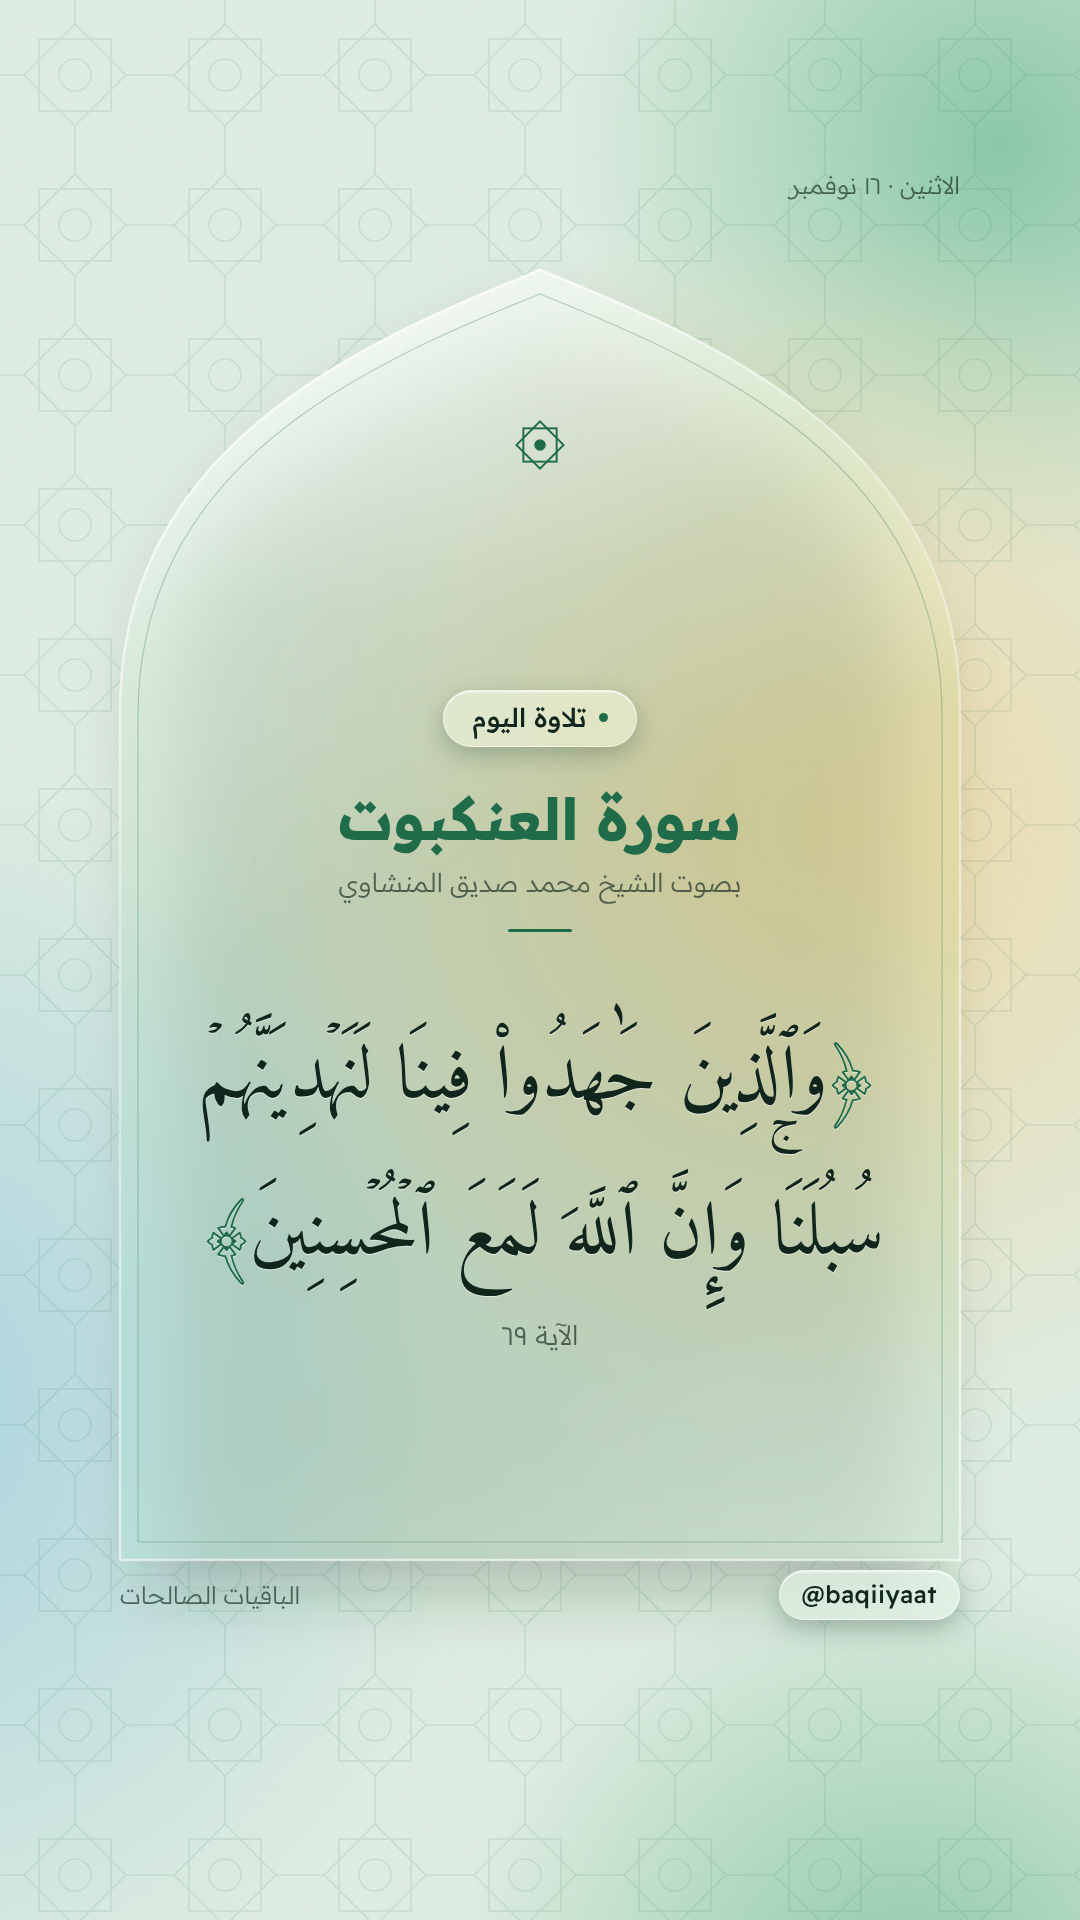 الاثنين · ١٦ نوفمبر
تلاوة اليوم
سورة العنكبوت
بصوت الشيخ محمد صديق المنشاوي
﴿وَٱلَّذِينَ جَٰهَدُوا۟ فِينَا لَنَهْدِيَنَّهُمْ
سُبُلَنَا ۚ وَإِنَّ ٱللَّهَ لَمَعَ ٱلْمُحْسِنِينَ﴾
الآية ٦٩
@baqiiyaat
الباقيات الصالحات